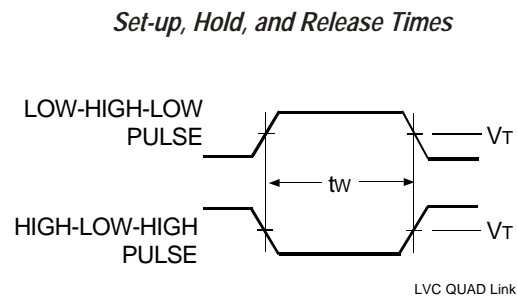 Set-up, Hold, and Release Times
LOW-HIGH-LOW
PULSE
VT
tW
HIGH-LOW-HIGH
PULSE
VT
LVC QUAD Link